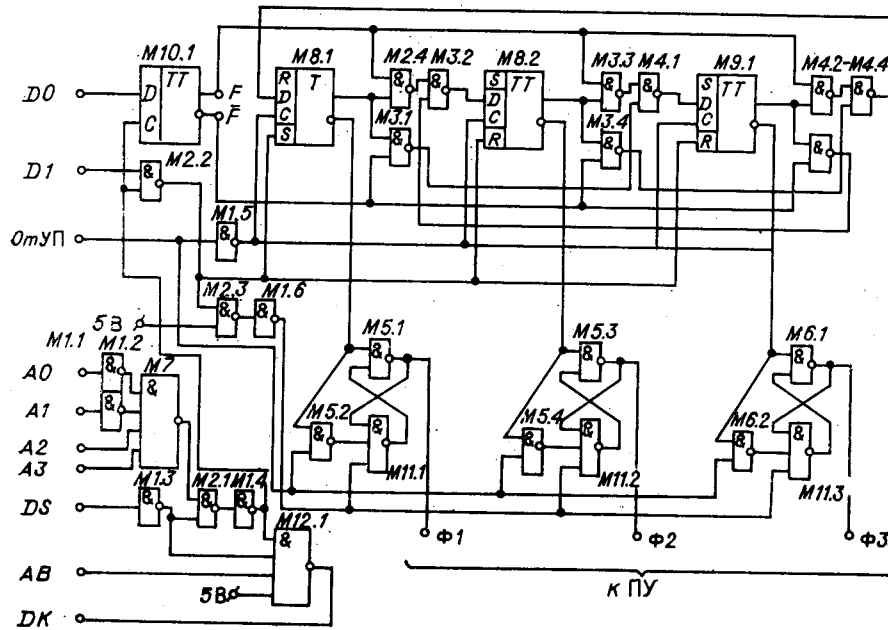 M10.1
TT
D
C
F
F̅
D0
D1
ОтУП
M2.2
&
M8.1
R
D
C
S
T
M2.4
&
M3.2
&
M3.1
&
M8.2
S
D
C
R
TT
M3.3
&
M4.1
&
M3.4
&
M9.1
S
D
C
R
TT
M4.2-M4.4
&
&
&
M1.5
&
M2.3
&
M1.6
&
5В
M1.1
M1.2
&
&
M7
&
A0
A1
A2
A3
M1.3
&
M2.1
&
M1.4
&
DS
M12.1
&
AB
5В
DK
M5.1
&
M5.2
&
M11.1
&
M5.3
&
M5.4
&
M11.2
&
M6.1
&
M6.2
&
M11.3
&
Ф1
Ф2
Ф3
к ПУ